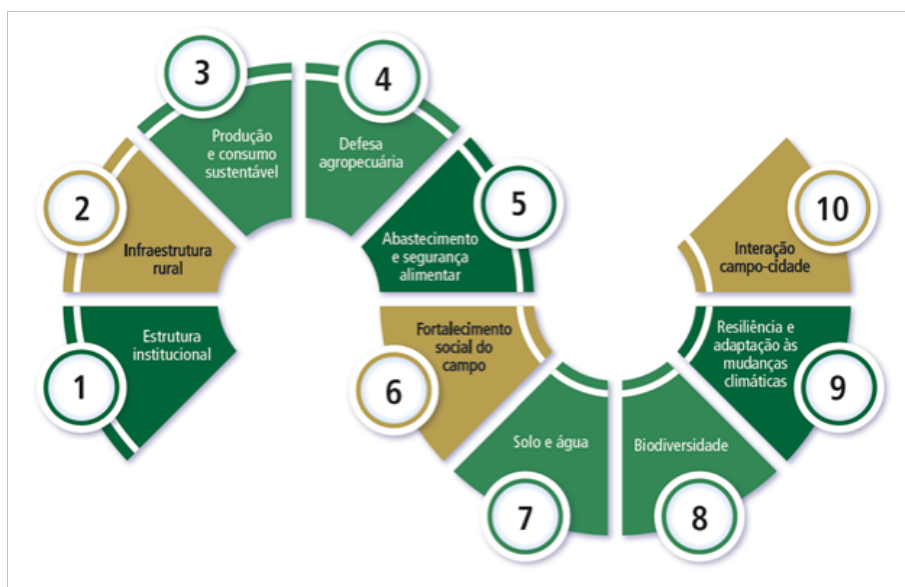 1
Estrutura
institucional
2
Infraestrutura
rural
3
Produção
e consumo
sustentável
4
Defesa
agropecuária
5
Abastecimento
e segurança
alimentar
6
Fortalecimento
social do
campo
7
Solo e água
8
Biodiversidade
9
Resiliência e
adaptação às
mudanças
climáticas
10
Interação
campo-cidade